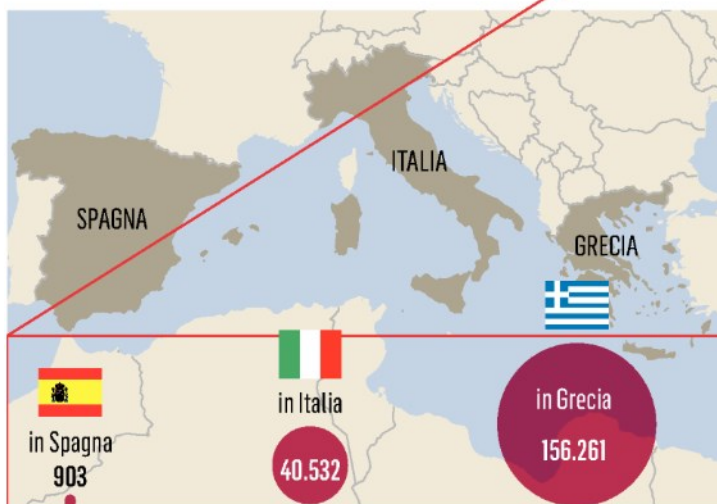 SPAGNA
ITALIA
GRECIA
in Spagna
903
in Italia
40.532
in Grecia
156.261